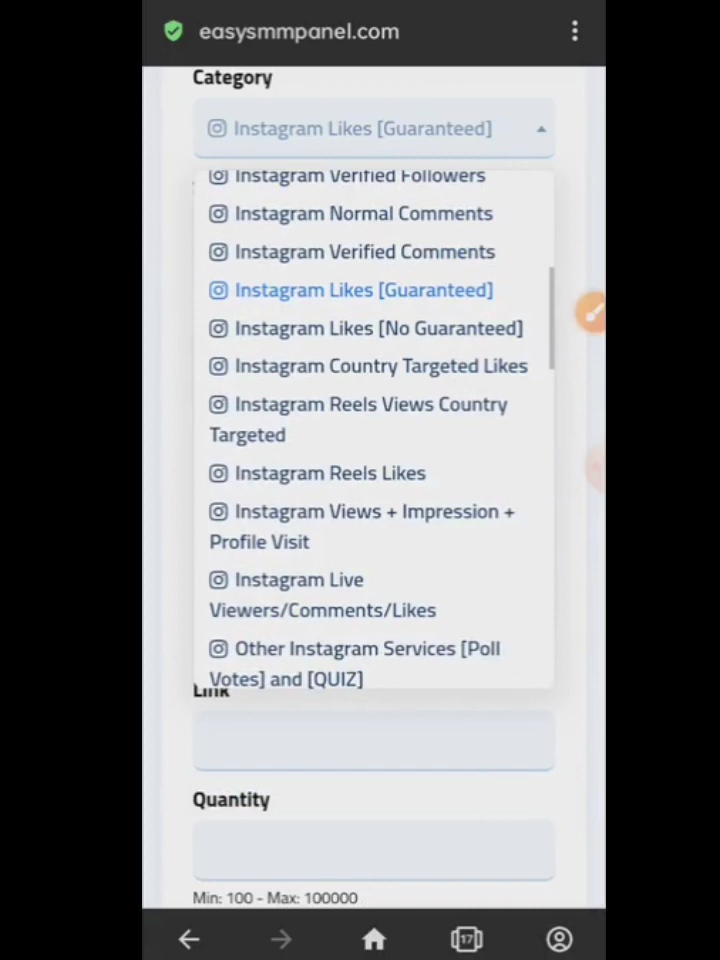 easysmmpanel.com
Category
Instagram Likes [Guaranteed]
Instagram Verified Followers
Instagram Normal Comments
Instagram Verified Comments
Instagram Likes [Guaranteed]
Instagram Likes [No Guaranteed]
Instagram Country Targeted Likes
Instagram Reels Views Country
Targeted
Instagram Reels Likes
Instagram Views + Impression +
Profile Visit
Instagram Live
Viewers/Comments/Likes
Other Instagram Services [Poll
Votes] and [QUIZ]
Link
Quantity
Min: 100 - Max: 100000
17